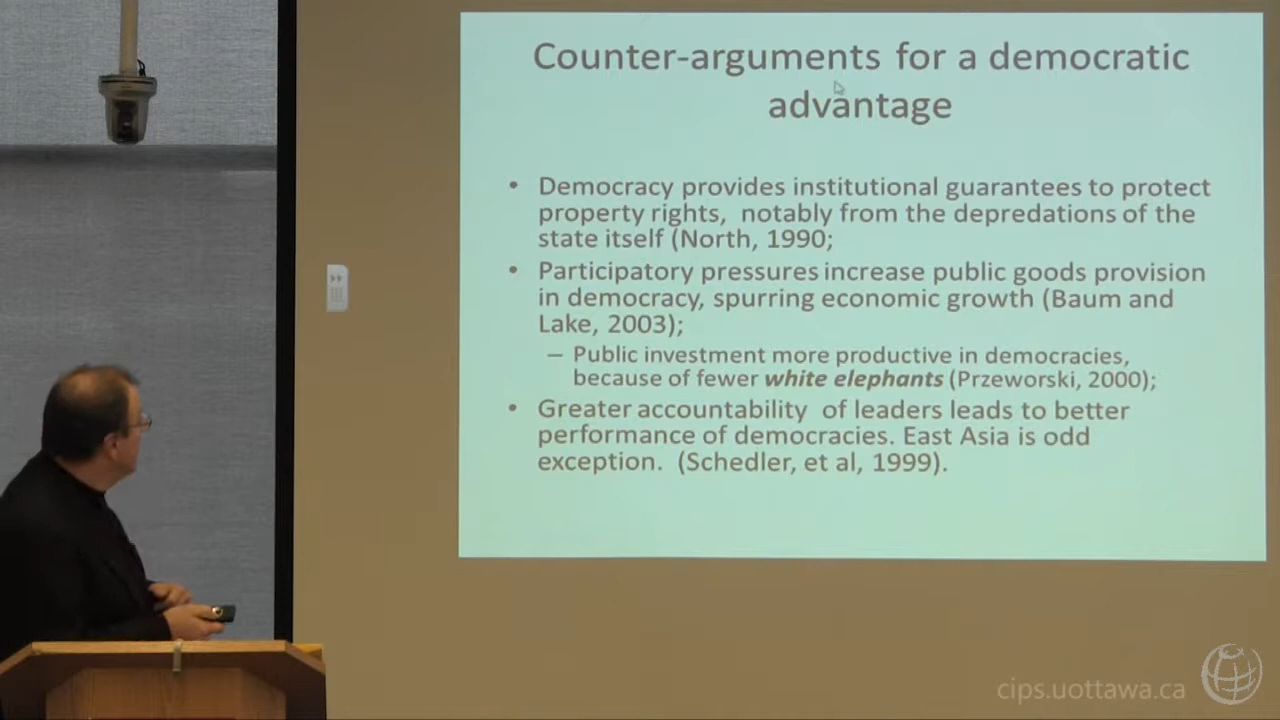 Counter-arguments for a democratic
advantage
• Democracy provides institutional guarantees to protect
property rights, notably from the depredations of the
state itself (North, 1990;
• Participatory pressures increase public goods provision
in democracy, spurring economic growth (Baum and
Lake, 2003);
– Public investment more productive in democracies,
because of fewer white elephants (Przeworski, 2000);
• Greater accountability of leaders leads to better
performance of democracies. East Asia is odd
exception. (Schedler, et al, 1999).
cips.uottawa.ca